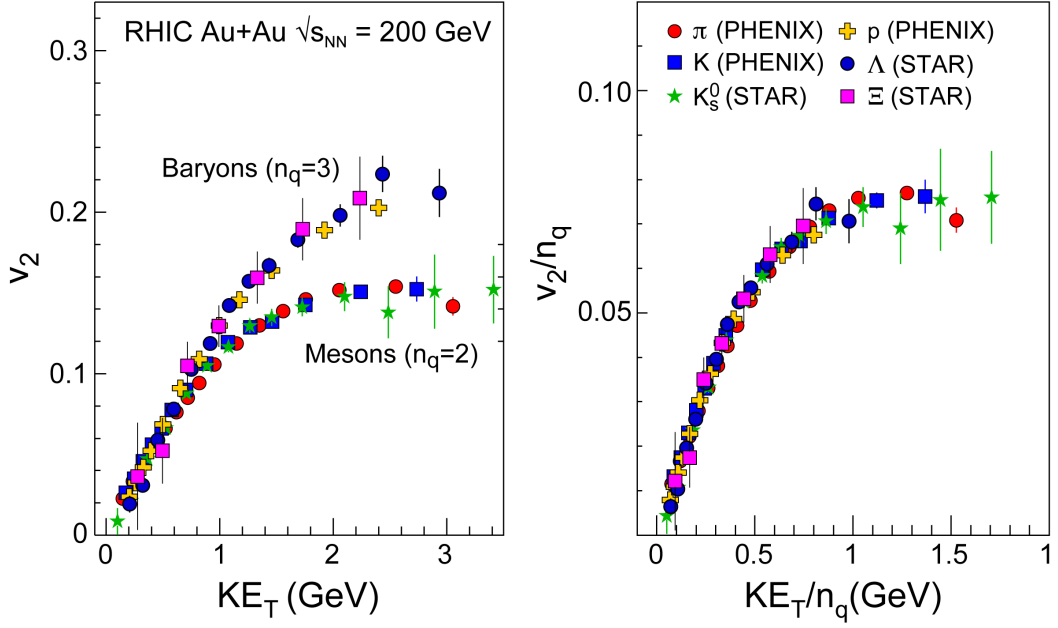 RHIC Au+Au √sNN = 200 GeV
Baryons (nq=3)
Mesons (nq=2)
v2
0.3
0.2
0.1
0
0 1 2 3
KET (GeV)
π (PHENIX) p (PHENIX)
K (PHENIX) Λ (STAR)
K0s (STAR) Ξ (STAR)
v2/nq
0.10
0.05
0 0.5 1 1.5 1
KET/nq(GeV)